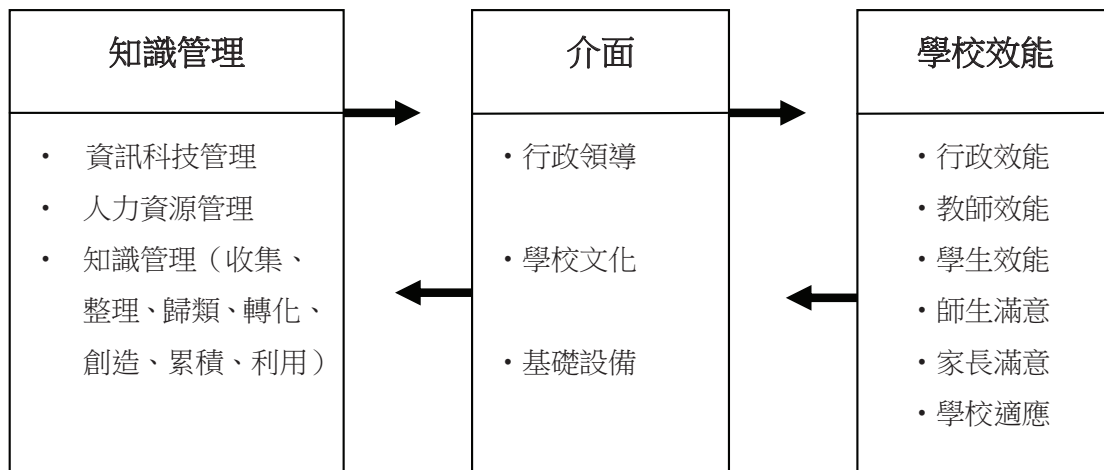 知識管理
・ 資訊科技管理
・ 人力資源管理
・ 知識管理（收集、
整理、歸類、轉化、
創造、累積、利用）
介面
・行政領導
・學校文化
・基礎設備
學校效能
・行政效能
・教師效能
・學生效能
・師生滿意
・家長滿意
・學校適應